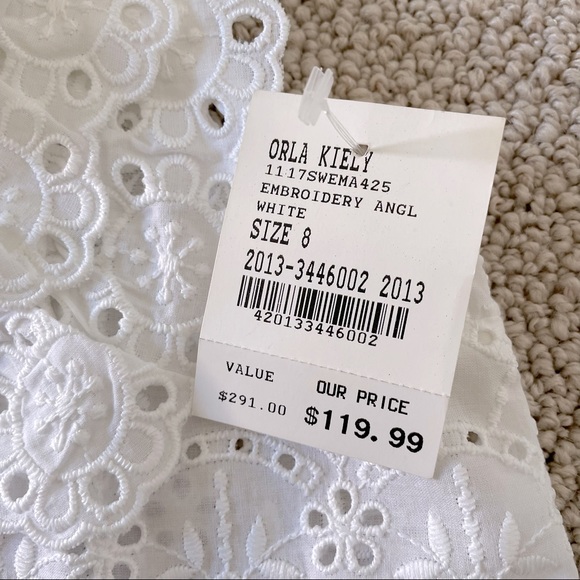 ORLA KIELY
1117SWEMA425
EMBROIDERY ANGL
WHITE
SIZE 8
2013-3446002 2013
420133446002
VALUE OUR PRICE
$291.00 $119.99